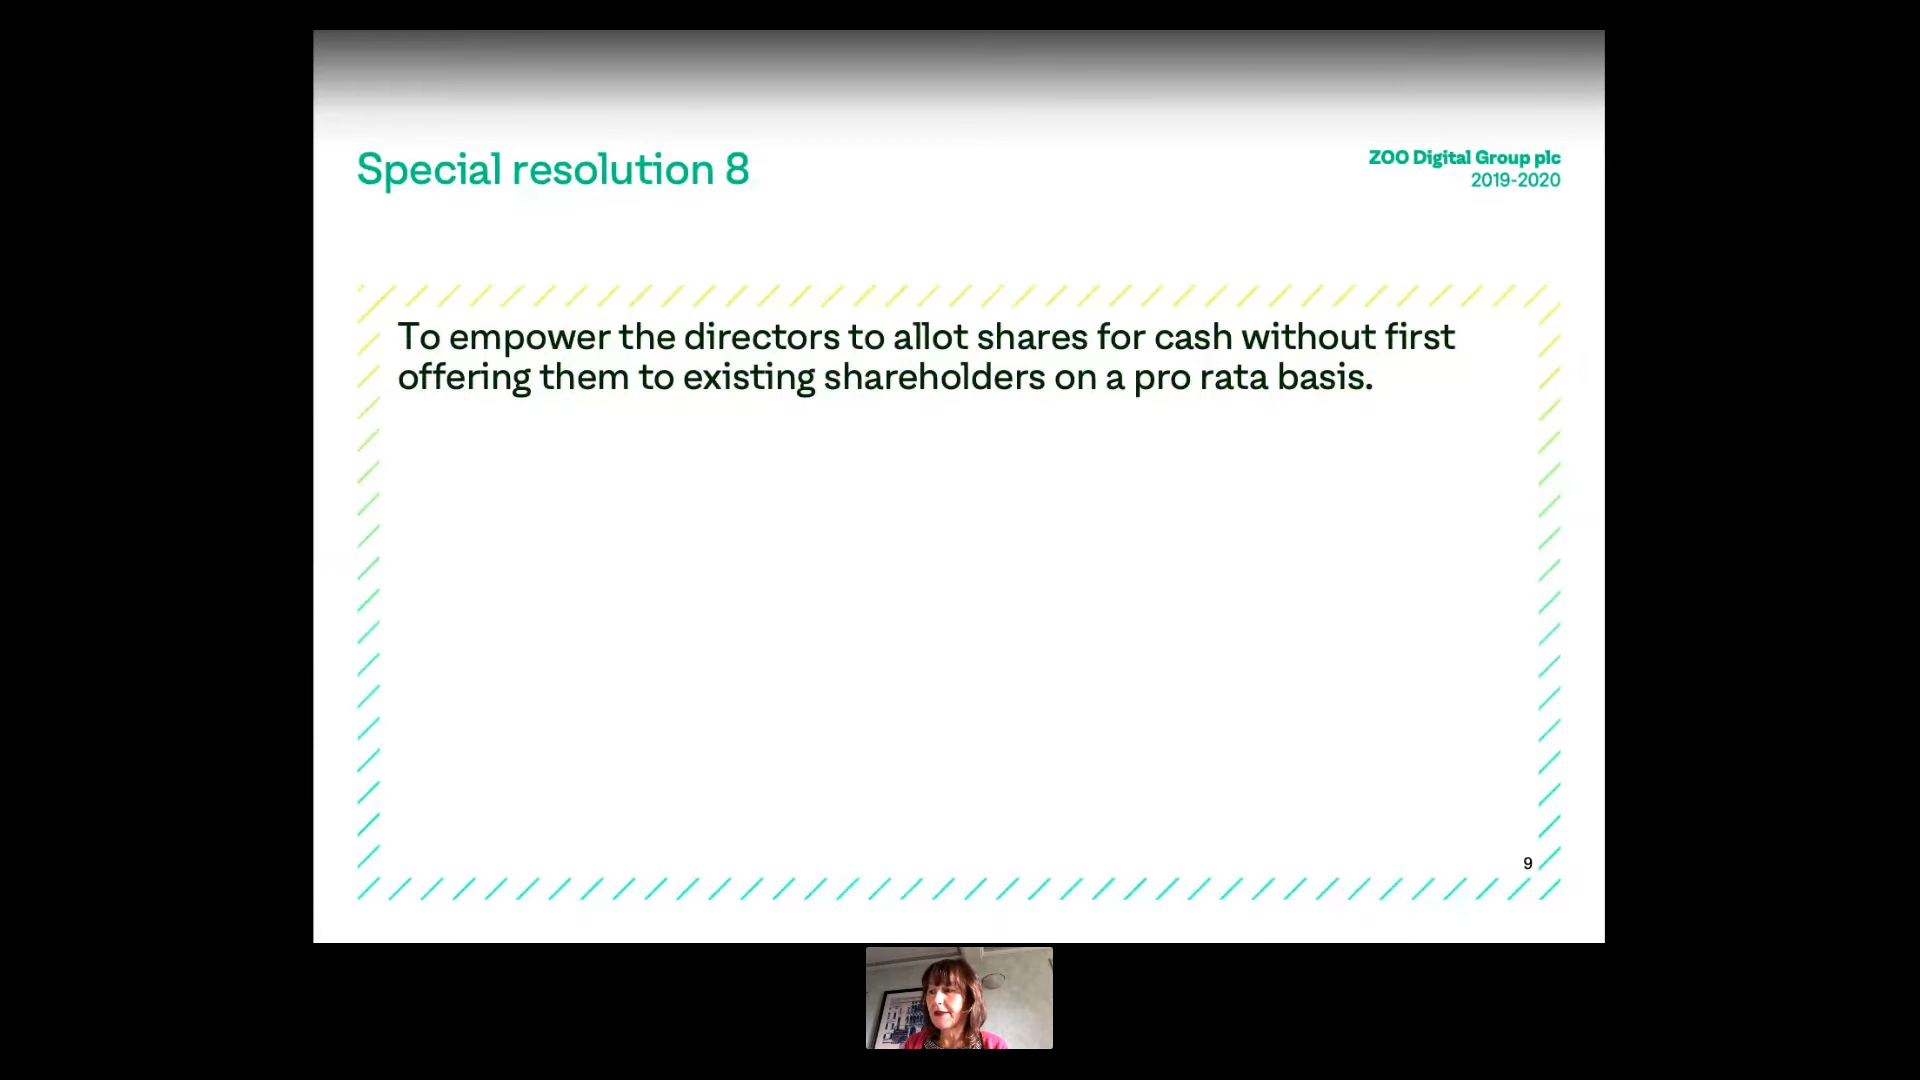 Special resolution 8
ZOO Digital Group plc
2019-2020
To empower the directors to allot shares for cash without first
offering them to existing shareholders on a pro rata basis.
9